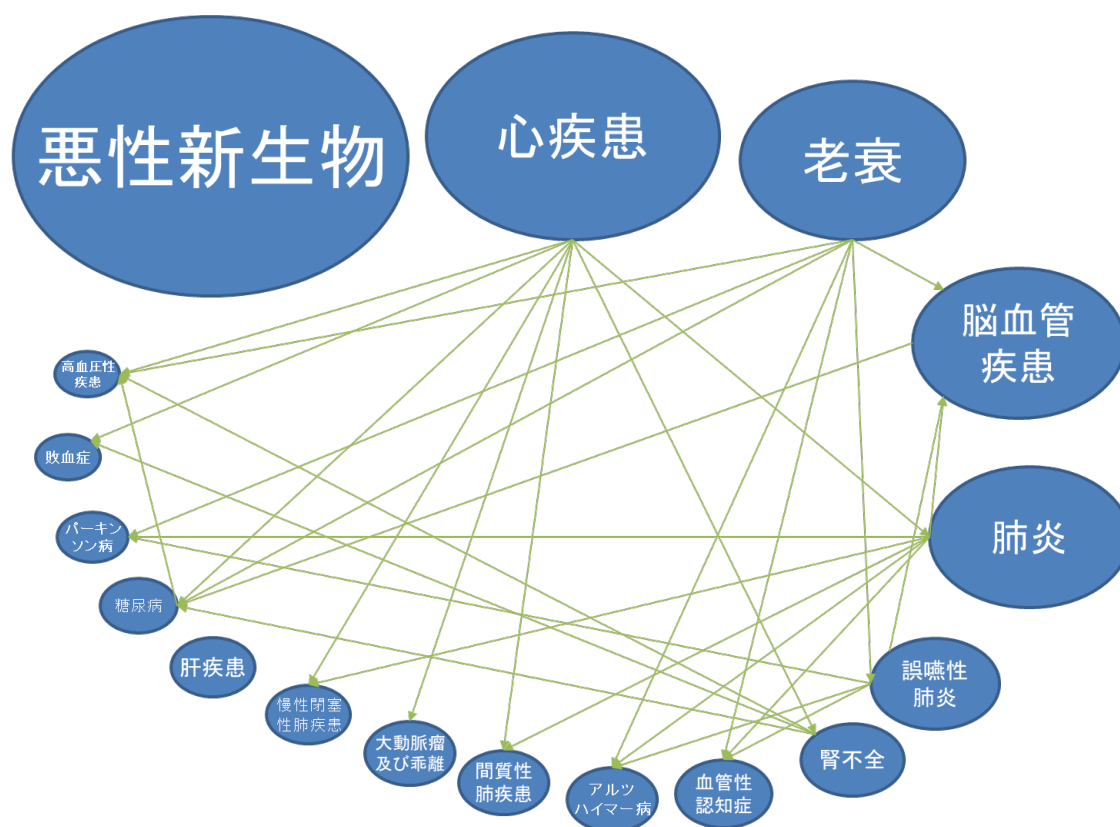 悪性新生物
心疾患
老衰
脳血管
疾患
肺炎
誤嚥性
肺炎
腎不全
血管性
認知症
アルツ
ハイマー病
間質性
肺疾患
大動脈瘤
及び乖離
慢性閉塞
性肺疾患
肝疾患
糖尿病
パーキン
ソン病
敗血症
高血圧性
疾患